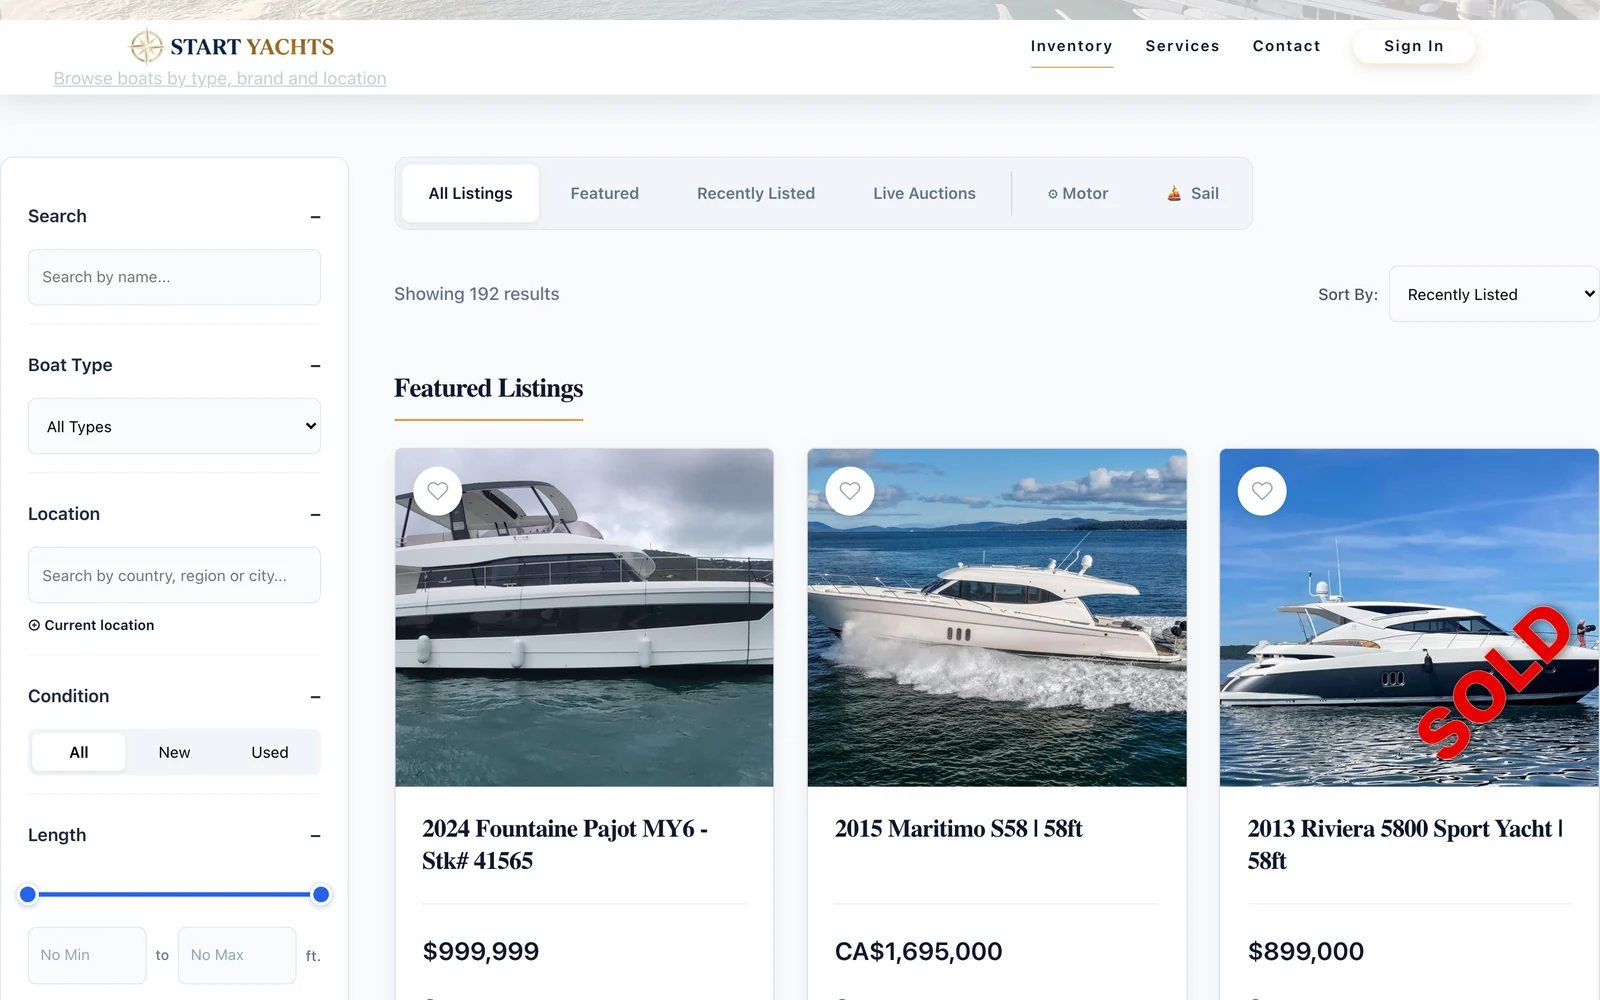 START YACHTS
Inventory
Services
Contact
Sign In
Browse boats by type, brand and location
Search
Search by name...
Boat Type
All Types
Location
Search by country, region or city...
Current location
Condition
All
New
Used
Length
No Min
to
No Max
ft.
All Listings
Featured
Recently Listed
Live Auctions
Motor
Sail
Showing 192 results
Sort By:
Recently Listed
Featured Listings
2024 Fountaine Pajot MY6 -
Stk# 41565
$999,999
2015 Maritimo S58 | 58ft
CA$1,695,000
SOLD
2013 Riviera 5800 Sport Yacht |
58ft
$899,000